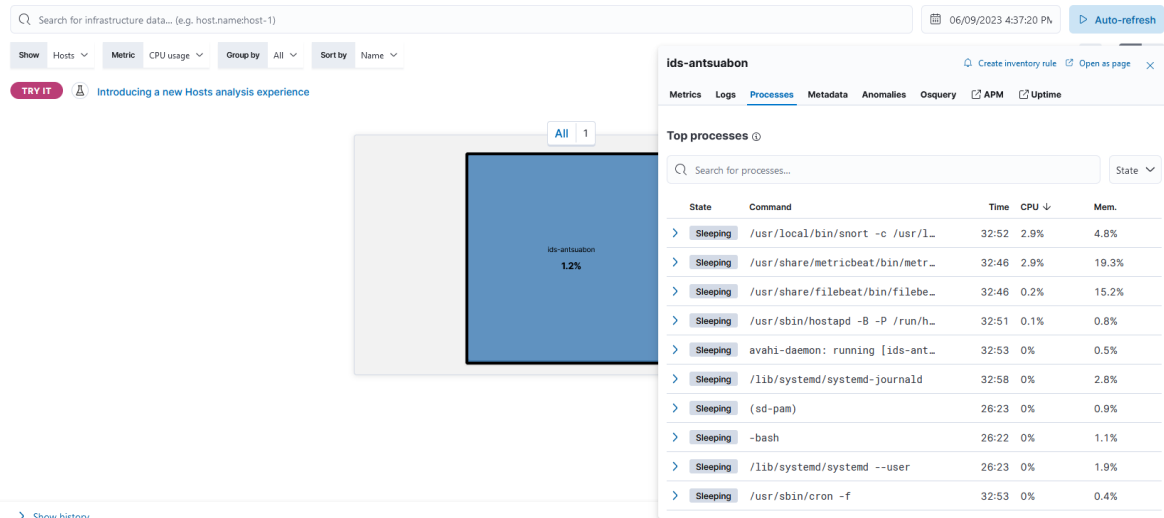 Search for infrastructure data... (e.g. host.name:host-1)
06/09/2023 4:37:20 PM
Auto-refresh
Show Hosts Metric CPU usage Group by All Sort by Name
TRY IT Introducing a new Hosts analysis experience
All 1
ids-antsuabon
1.2%
Show history
ids-antsuabon
Create inventory rule Open as page
Metrics Logs Processes Metadata Anomalies Osquery APM Uptime
Top processes
Search for processes... State
State Command Time CPU Mem.
Sleeping /usr/local/bin/snort -c /usr/l… 32:52 2.9% 4.8%
Sleeping /usr/share/metricbeat/bin/metr… 32:46 2.9% 19.3%
Sleeping /usr/share/filebeat/bin/filebe… 32:46 0.2% 15.2%
Sleeping /usr/sbin/hostapd -B -P /run/h… 32:51 0.1% 0.8%
Sleeping avahi-daemon: running [ids-ant… 32:53 0% 0.5%
Sleeping /lib/systemd/systemd-journald 32:58 0% 2.8%
Sleeping (sd-pam) 26:23 0% 0.9%
Sleeping -bash 26:22 0% 1.1%
Sleeping /lib/systemd/systemd --user 26:23 0% 1.9%
Sleeping /usr/sbin/cron -f 32:53 0% 0.4%